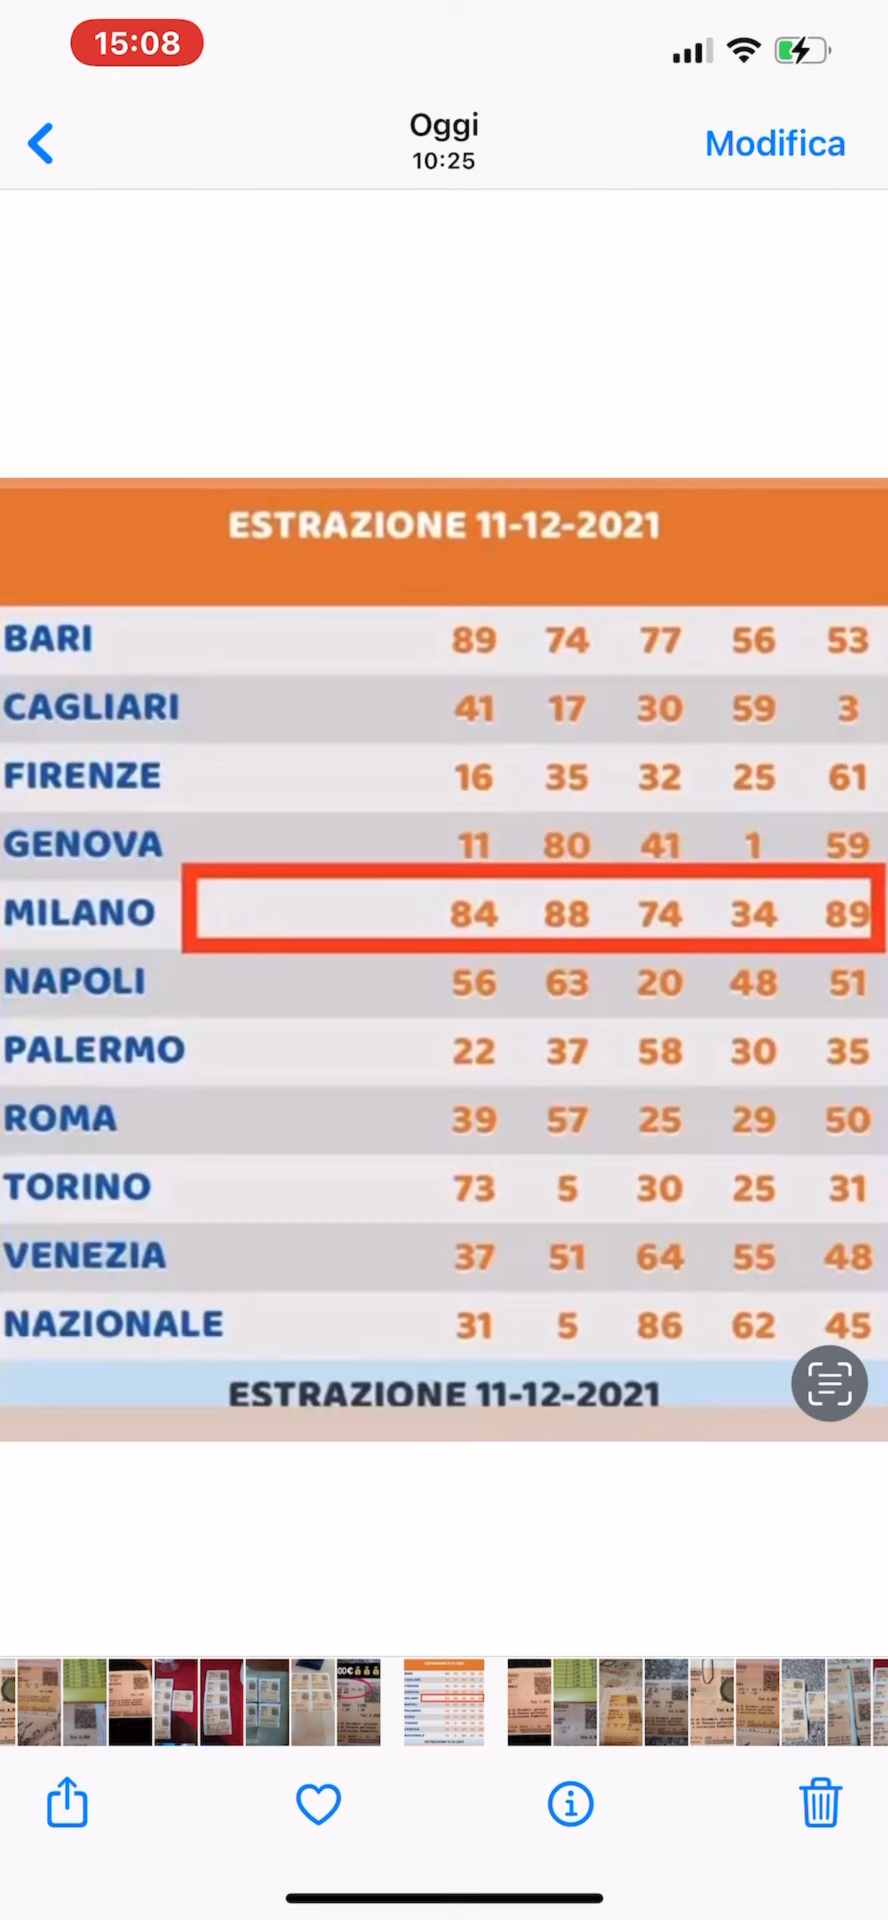 15:08
Oggi
10:25
Modifica
ESTRAZIONE 11-12-2021
BARI 89 74 77 56 53
CAGLIARI 41 17 30 59 3
FIRENZE 16 35 32 25 61
GENOVA 11 80 41 1 59
MILANO 84 88 74 34 89
NAPOLI 56 63 20 48 51
PALERMO 22 37 58 30 35
ROMA 39 57 25 29 50
TORINO 73 5 30 25 31
VENEZIA 37 51 64 55 48
NAZIONALE 31 5 86 62 45
ESTRAZIONE 11-12-2021